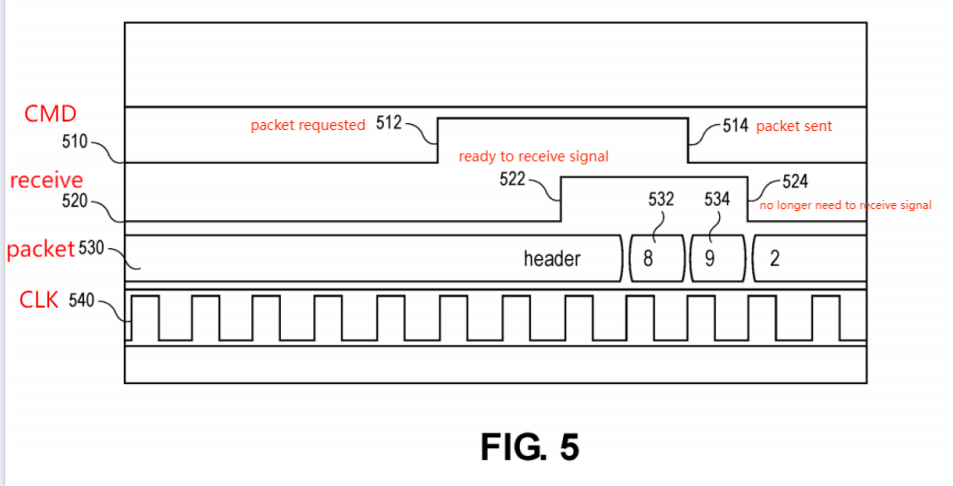 CMD
packet requested 512
514 packet sent
510
ready to receive signal
receive
522
524
520
532 534
no longer need to receive signal
packet 530
header 8 9 2
CLK 540
FIG. 5